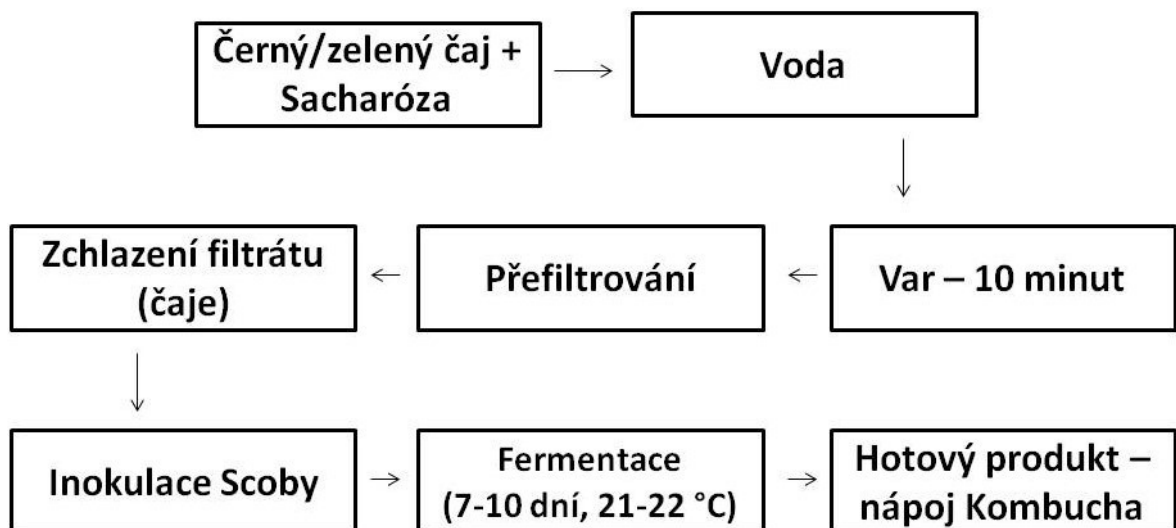 Černý/zelený čaj +
Sacharóza
Voda
Var – 10 minut
Přefiltrování
Zchlazení filtrátu
(čaje)
Inokulace Scoby
Fermentace
(7-10 dní, 21-22 °C)
Hotový produkt –
nápoj Kombucha